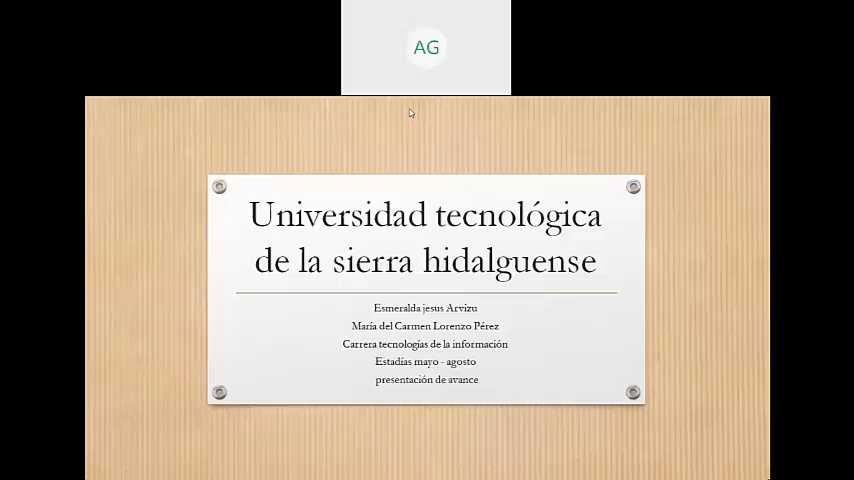 AG
Universidad tecnológica
de la sierra hidalguense
Esmeralda jesus Arvizu
María del Carmen Lorenzo Pérez
Carrera tecnologías de la información
Estadías mayo - agosto
presentación de avance